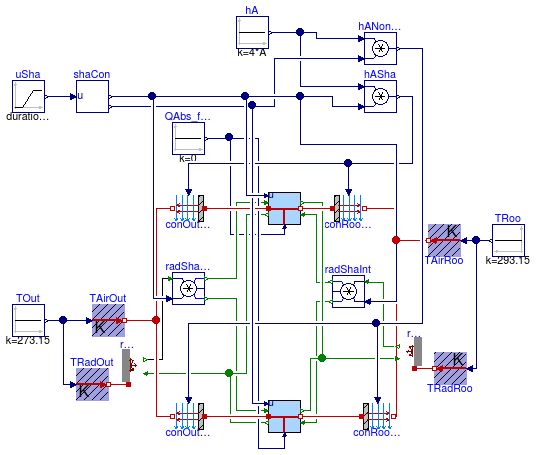 hA
k=4*A
hANon...
uSha
duratio...
shaCon
u
hASha
QAbs_f...
k=0
conOut...
u
conRoo...
TRoo
k=293.15
K
TAirRoo
radSha...
radShaInt
TOut
k=273.15
TAirOut
K
r...
r...
TRadOut
K
K
TRadRoo
conOut...
u
conRoo...